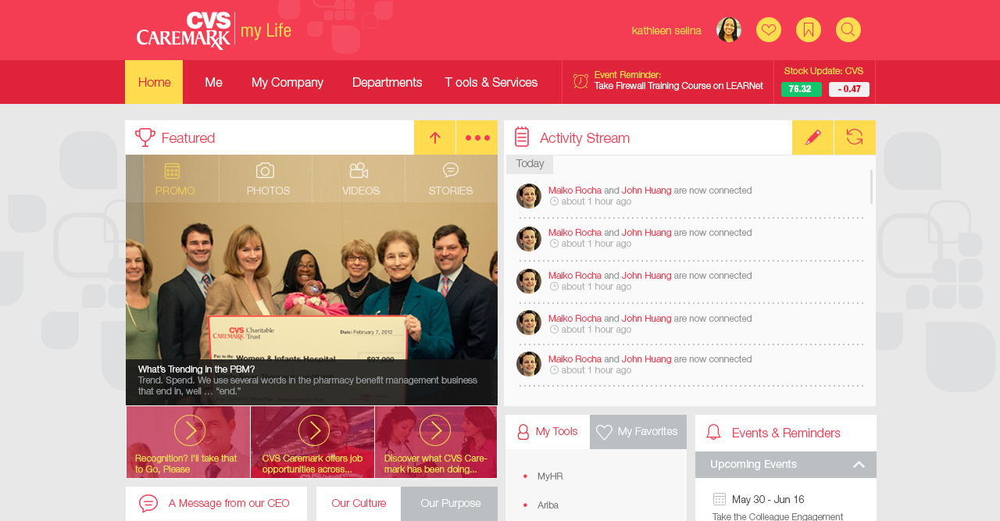 CVS
CAREMARK
my Life
kathleen selina
Home
Me
My Company
Departments
T ools & Services
Event Reminder:
Take Firewall Training Course on LEARNet
Stock Update: CVS
76.32
- 0.47
Featured
PROMO
PHOTOS
VIDEOS
STORIES
CVS Charitable
CAREMARK Trust
Date: February 7, 2012
Pay to the
Women & Infants Hospital
$97,000
What's Trending in the PBM?
Trend. Spend. We use several words in the pharmacy benefit management business
that end in, well … “end.”
Recognition? I'll take that
to Go, Please
CVS Caremark offers job
opportunities across...
Discover what CVS Care-
mark has been doing...
A Message from our CEO
Our Culture
Our Purpose
Activity Stream
Today
Maiko Rocha and John Huang are now connected
about 1 hour ago
Maiko Rocha and John Huang are now connected
about 1 hour ago
Maiko Rocha and John Huang are now connected
about 1 hour ago
Maiko Rocha and John Huang are now connected
about 1 hour ago
Maiko Rocha and John Huang are now connected
about 1 hour ago
My Tools
My Favorites
MyHR
Ariba
Events & Reminders
Upcoming Events
May 30 - Jun 16
Take the Colleague Engagement